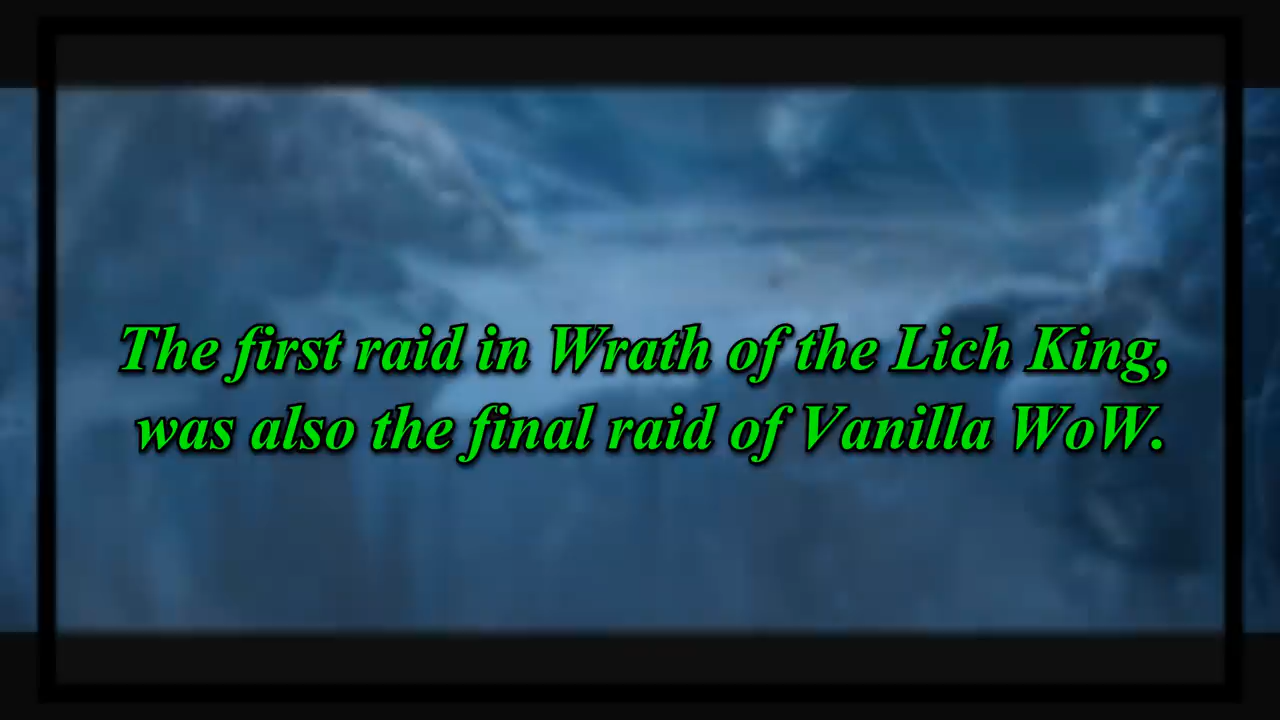 The first raid in Wrath of the Lich King,
was also the final raid of Vanilla WoW.